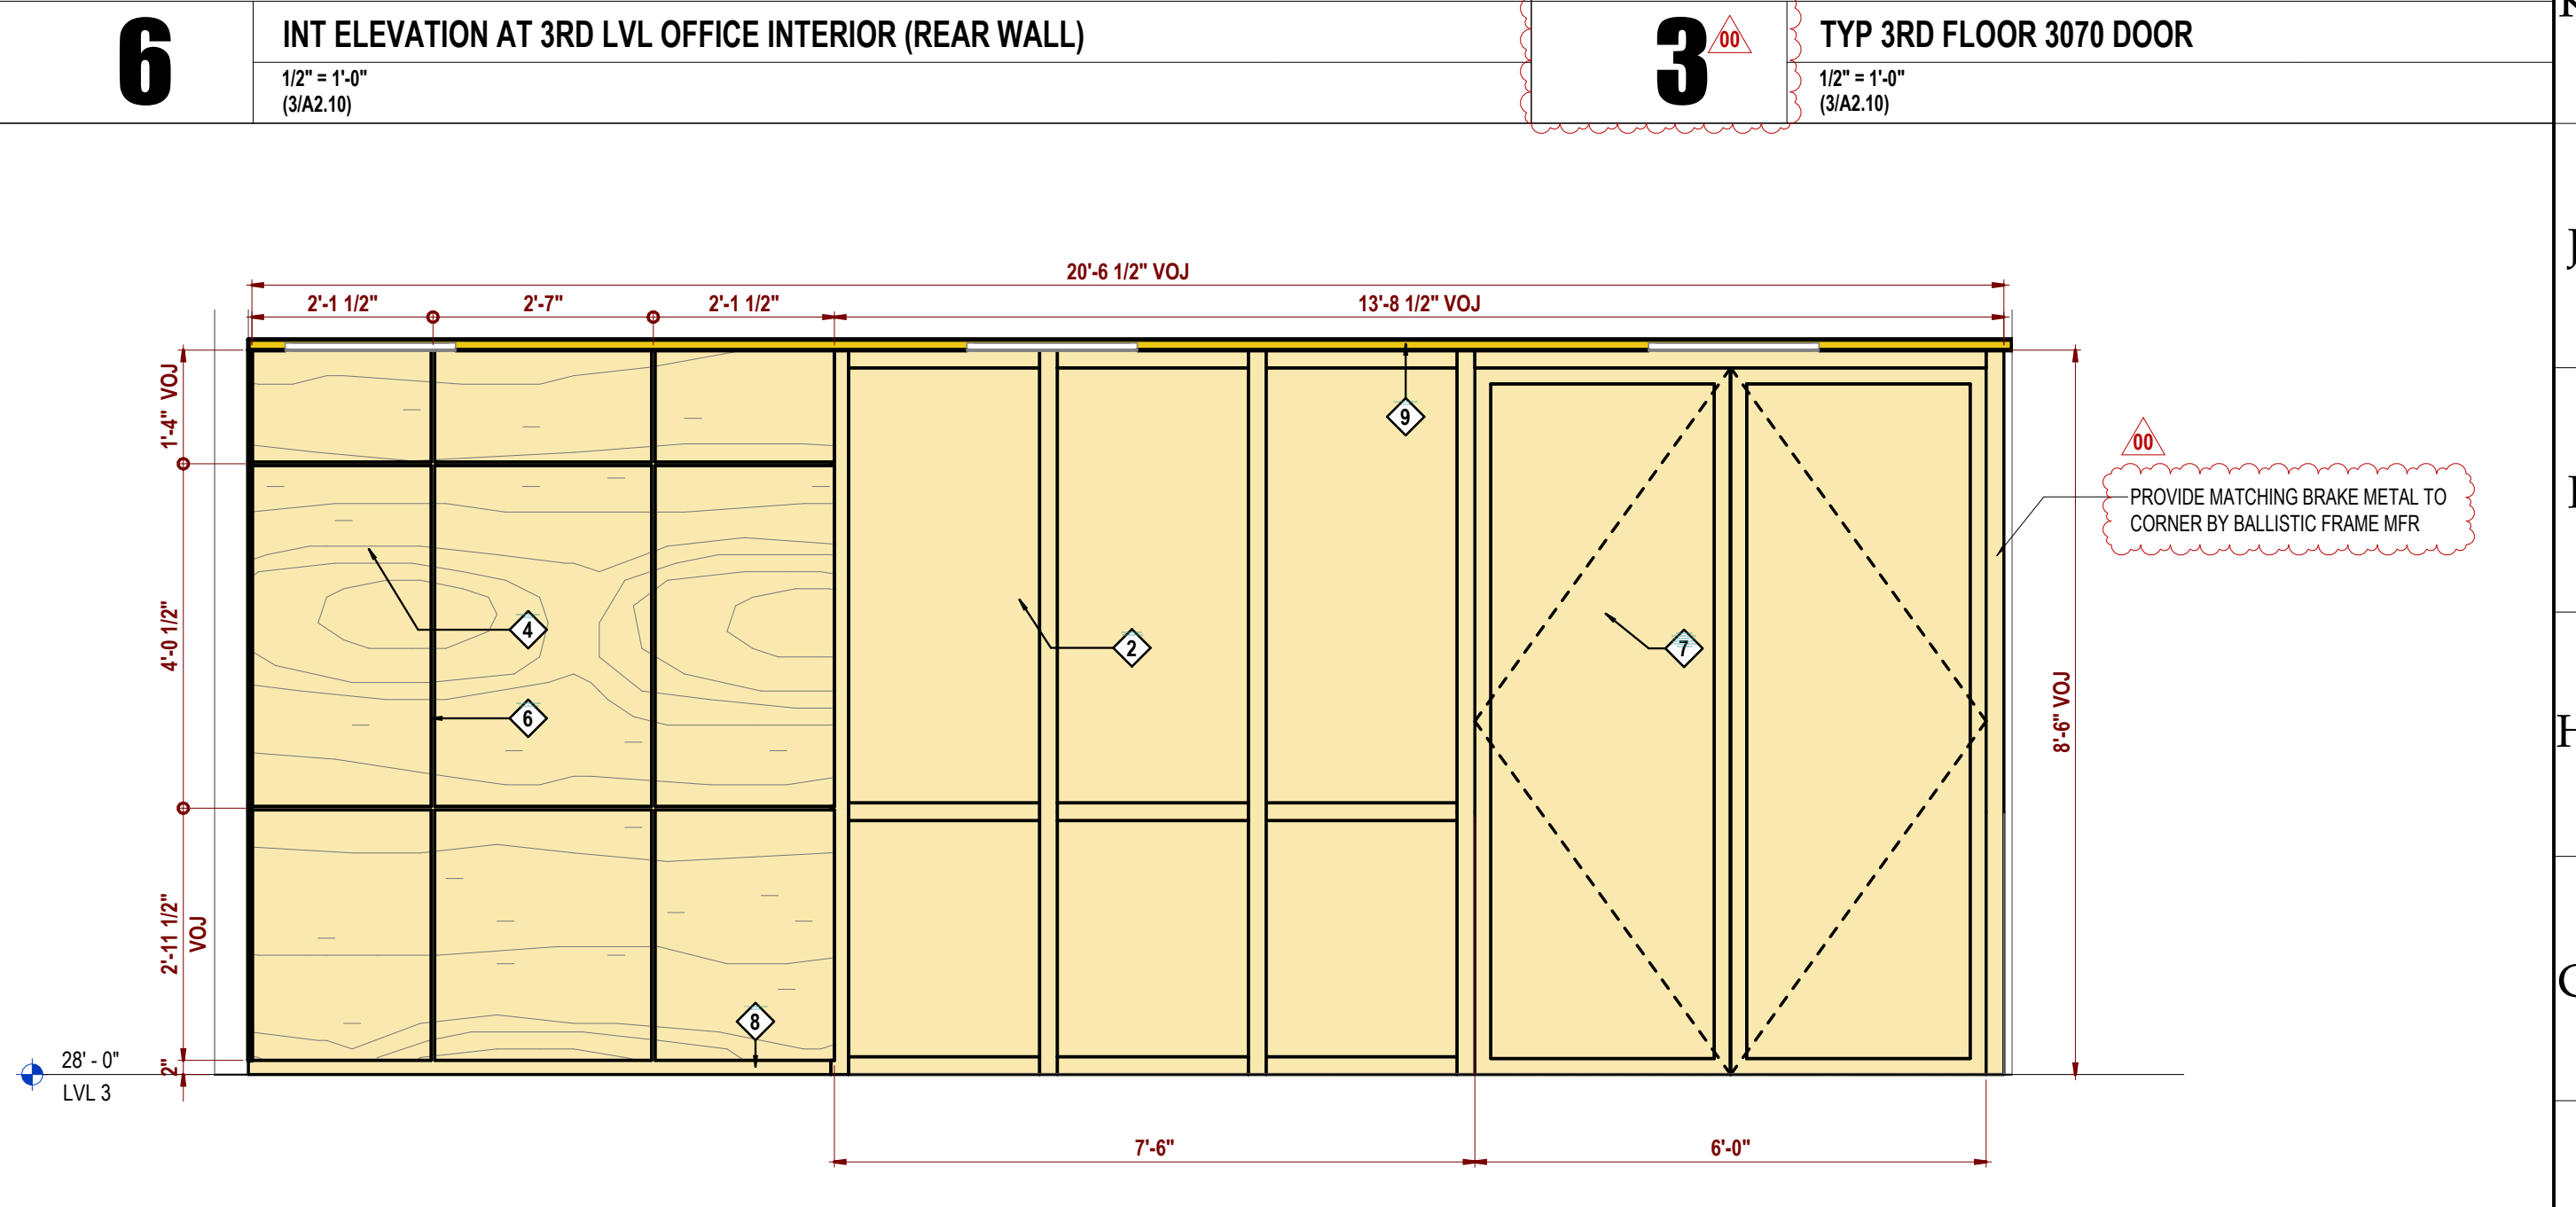 6
INT ELEVATION AT 3RD LVL OFFICE INTERIOR (REAR WALL)
1/2" = 1'-0"
(3/A2.10)
3
00
TYP 3RD FLOOR 3070 DOOR
1/2" = 1'-0"
(3/A2.10)
J
20'-6 1/2" VOJ
2'-1 1/2"
2'-7"
2'-1 1/2"
13'-8 1/2" VOJ
1'-4" VOJ
9
00
PROVIDE MATCHING BRAKE METAL TO
CORNER BY BALLISTIC FRAME MFR
4'-0 1/2"
4
2
7
6
8'-6" VOJ
H
2'-11 1/2"
VOJ
8
2"
28' - 0"
LVL 3
7'-6"
6'-0"